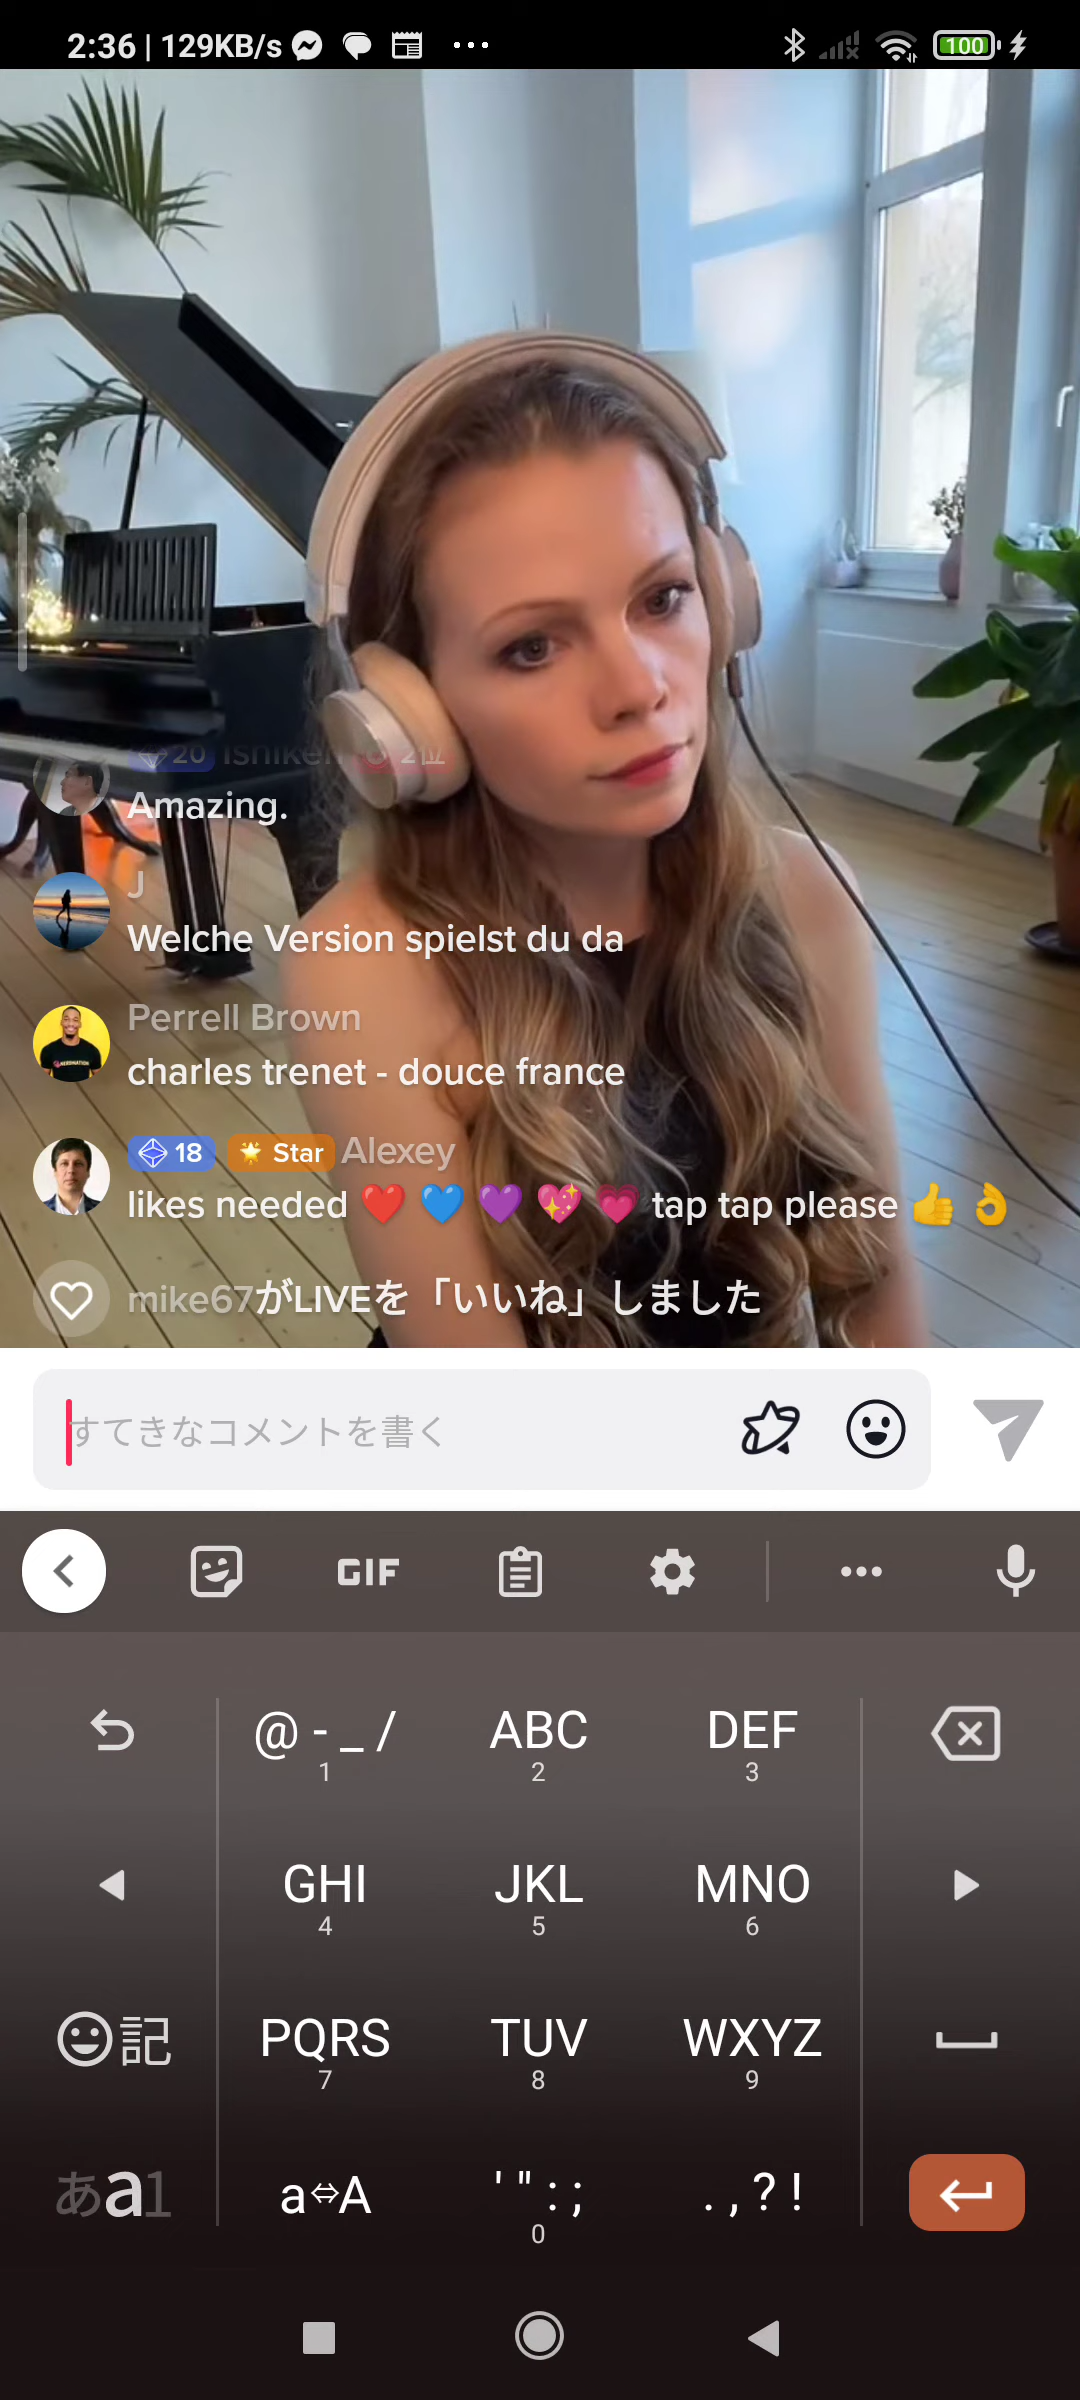 2:36 | 129KB/s
100
20 Ishiken 2位
Amazing.
J
Welche Version spielst du da
Perrell Brown
charles trenet - douce france
18 Star Alexey
likes needed ❤️ 💙 💜 💖 💗 tap tap please 👍 👌
mike67がLIVEを「いいね」しました
すてきなコメントを書く
GIF
@ - _ / ABC DEF
1 2 3
GHI JKL MNO
4 5 6
記 PQRS TUV WXYZ
7 8 9
あa1 a⇔A ' " : ; . , ? !
0